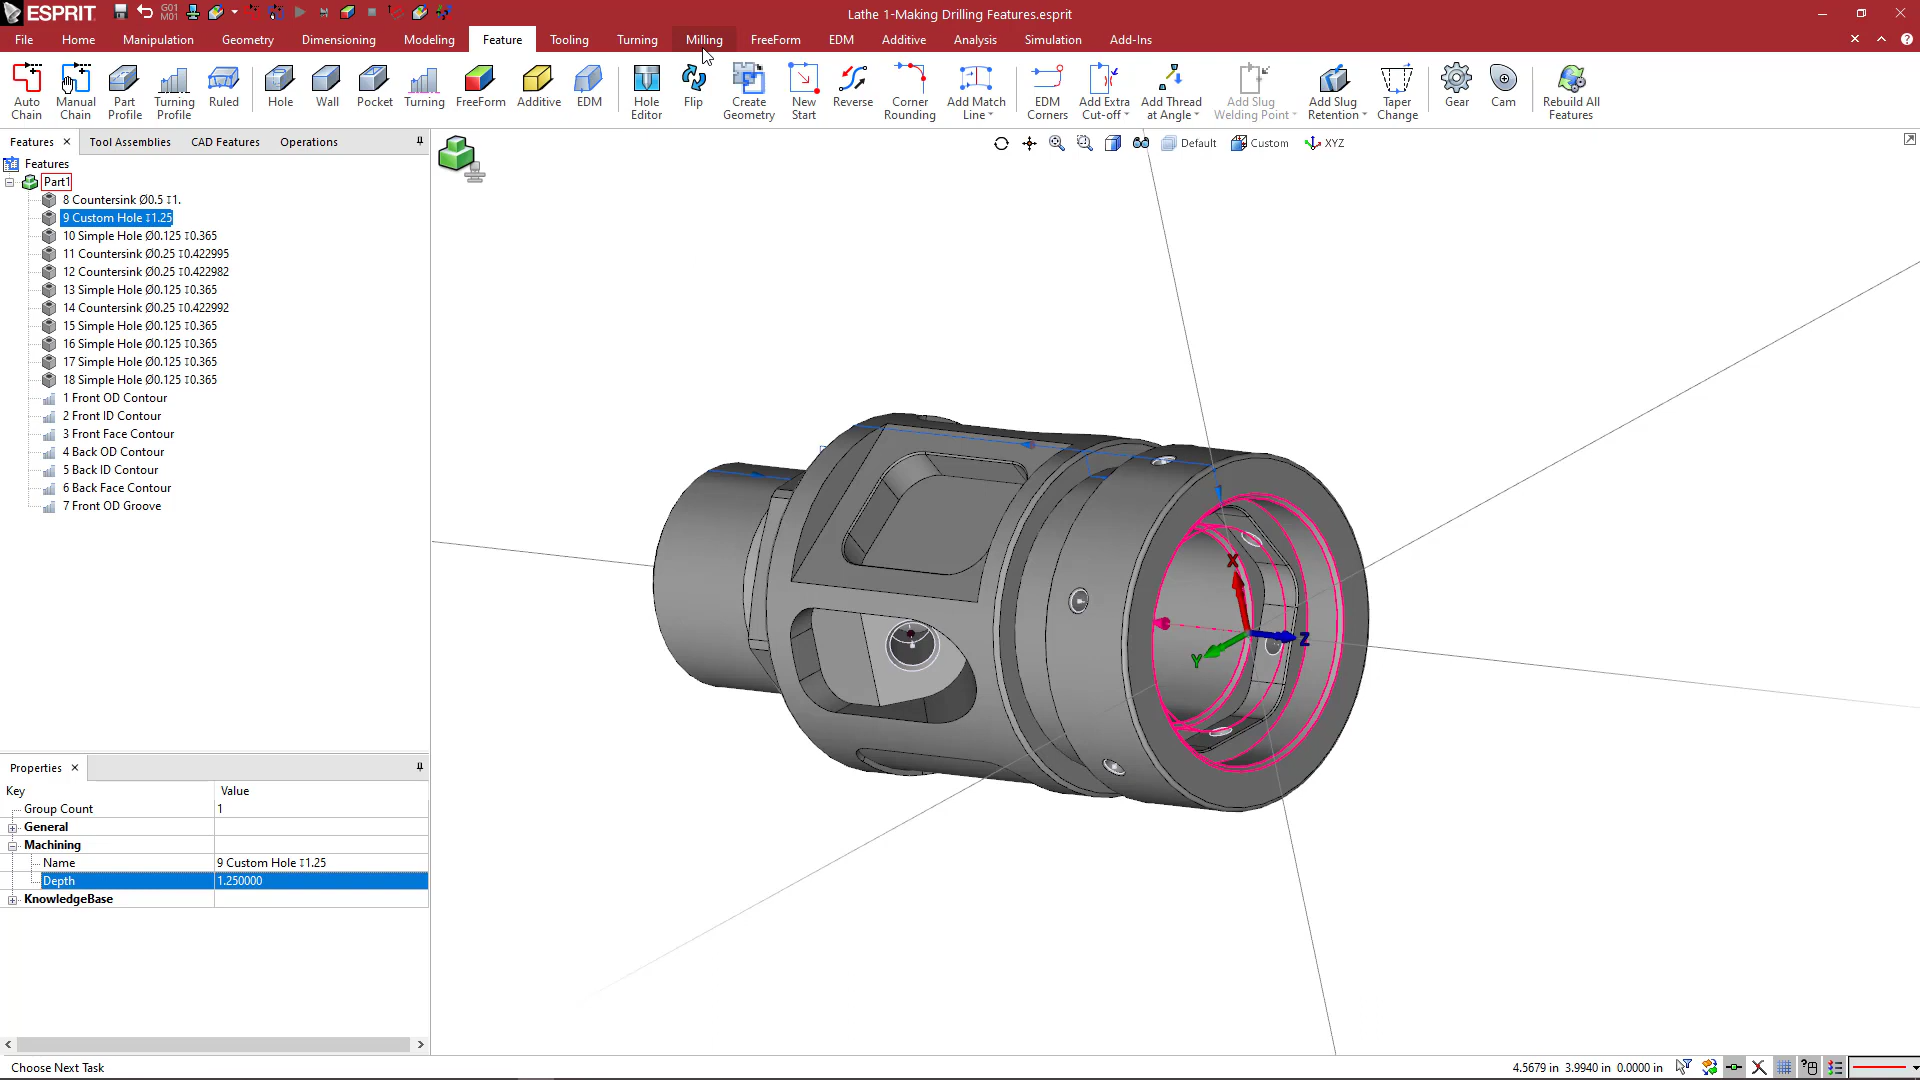 ESPRIT
G01
M01
Lathe 1-Making Drilling Features.esprit
File Home Manipulation Geometry Dimensioning Modeling Feature Tooling Turning Milling FreeForm EDM Additive Analysis Simulation Add-Ins
Auto Chain
Manual Chain
Part Profile
Turning Profile
Ruled
Hole
Wall
Pocket
Turning
FreeForm
Additive
EDM
Hole Editor
Flip
Create Geometry
New Start
Reverse
Corner Rounding
Add Match Line
EDM Corners
Add Extra Cut-off
Add Thread at Angle
Add Slug Welding Point
Add Slug Retention
Taper Change
Gear
Cam
Rebuild All Features
Features Tool Assemblies CAD Features Operations
Default Custom XYZ
Features
Part1
8 Countersink Ø0.5 ↧1.
9 Custom Hole ↧1.25
10 Simple Hole Ø0.125 ↧0.365
11 Countersink Ø0.25 ↧0.422995
12 Countersink Ø0.25 ↧0.422982
13 Simple Hole Ø0.125 ↧0.365
14 Countersink Ø0.25 ↧0.422992
15 Simple Hole Ø0.125 ↧0.365
16 Simple Hole Ø0.125 ↧0.365
17 Simple Hole Ø0.125 ↧0.365
18 Simple Hole Ø0.125 ↧0.365
1 Front OD Contour
2 Front ID Contour
3 Front Face Contour
4 Back OD Contour
5 Back ID Contour
6 Back Face Contour
7 Front OD Groove
X
Y
Z
Properties
Key Value
Group Count 1
General
Machining
Name 9 Custom Hole ↧1.25
Depth 1.250000
KnowledgeBase
Choose Next Task
4.5679 in 3.9940 in 0.0000 in